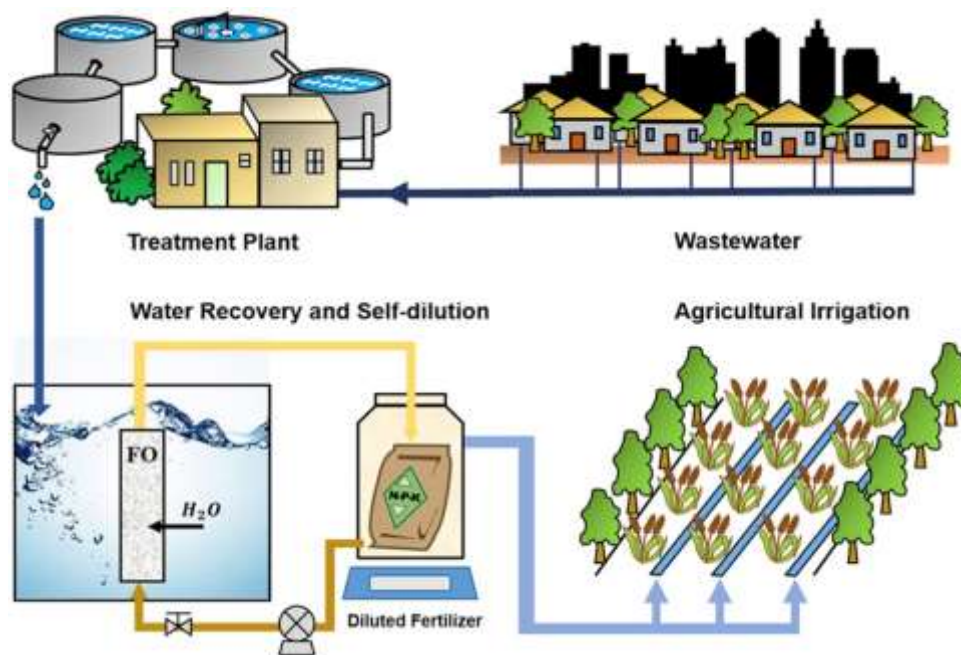 Treatment Plant
Wastewater
Water Recovery and Self-dilution
Agricultural Irrigation
FO
H₂O
N-P-K
Diluted Fertilizer